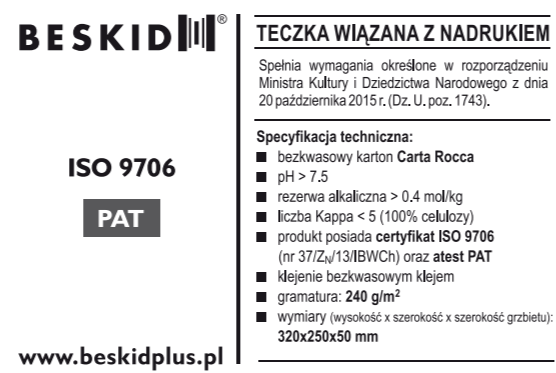 BESKID®
ISO 9706
PAT
www.beskidplus.pl
TECZKA WIĄZANA Z NADRUKIEM
Spełnia wymagania określone w rozporządzeniu
Ministra Kultury i Dziedzictwa Narodowego z dnia
20 października 2015 r. (Dz. U. poz. 1743).
Specyfikacja techniczna:
■ bezkwasowy karton Carta Rocca
■ pH > 7.5
■ rezerwa alkaliczna > 0.4 mol/kg
■ liczba Kappa < 5 (100% celulozy)
■ produkt posiada certyfikat ISO 9706
(nr 37/Z_N/13/IBWCh) oraz atest PAT
■ klejenie bezkwasowym klejem
■ gramatura: 240 g/m²
■ wymiary (wysokość x szerokość x szerokość grzbietu):
320x250x50 mm